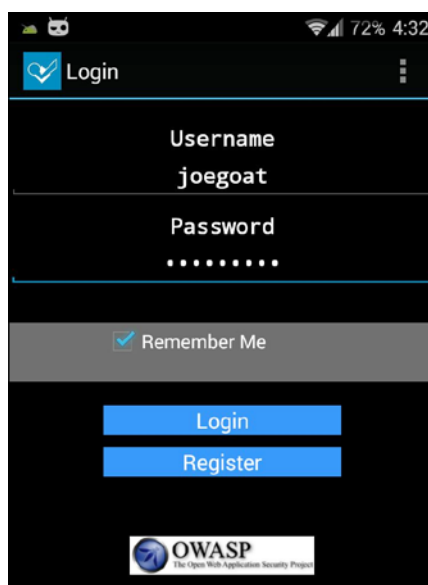 72% 4:32
Login
Username
joegoat
Password
•••••••••
Remember Me
Login
Register
OWASP
The Open Web Application Security Project